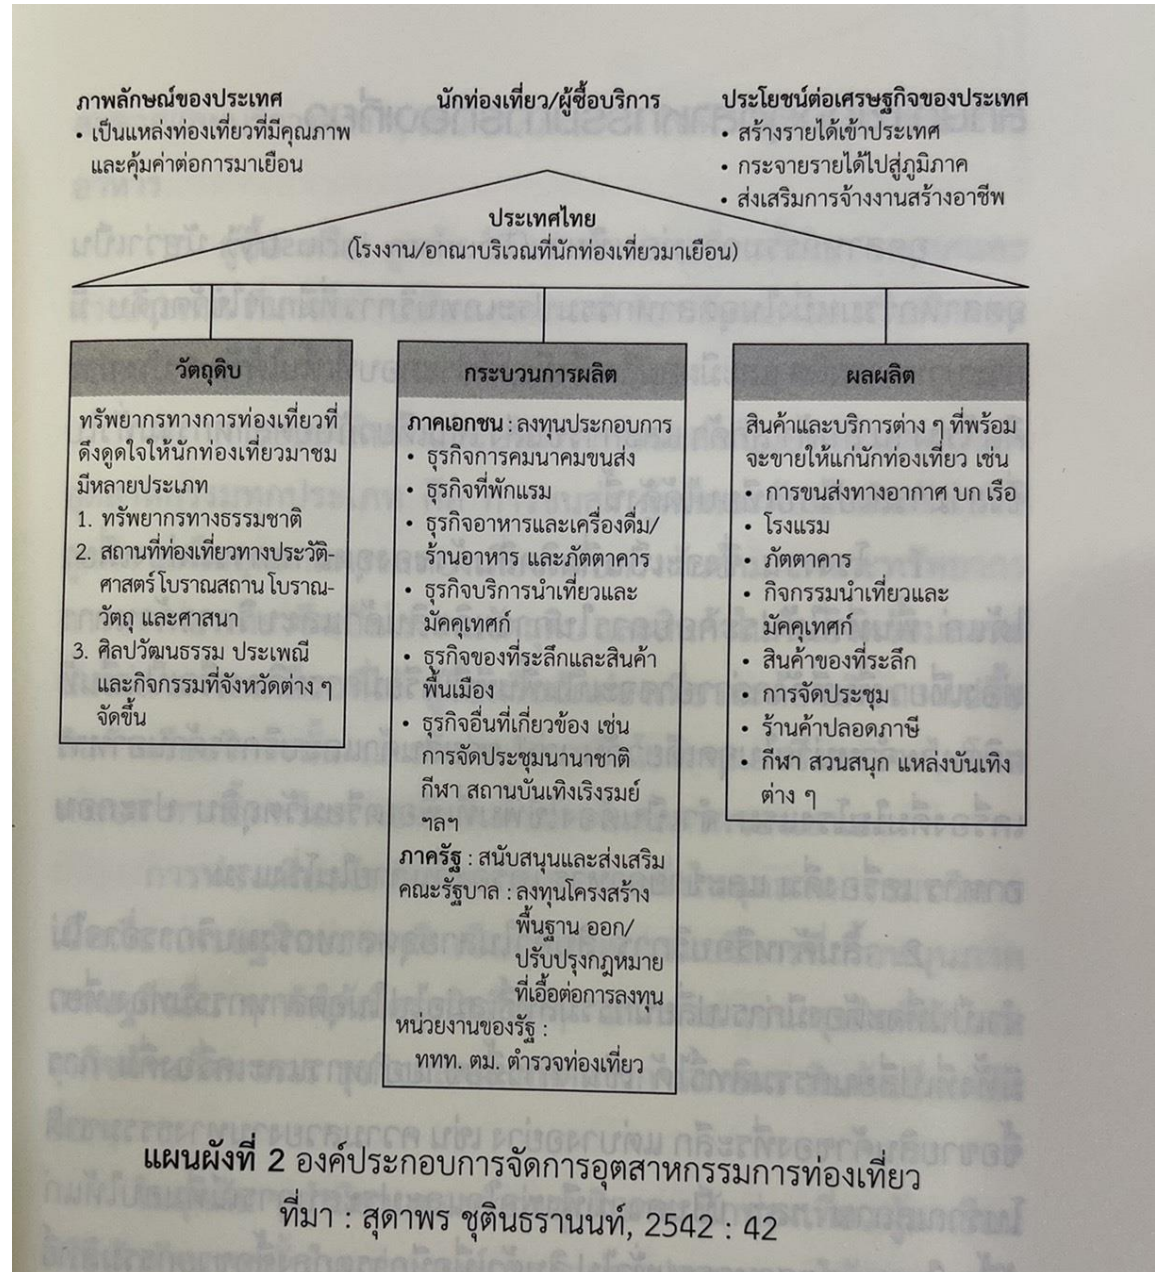 ภาพลักษณ์ของประเทศ
• เป็นแหล่งท่องเที่ยวที่มีคุณภาพ
และคุ้มค่าต่อการมาเยือน
นักท่องเที่ยว/ผู้ซื้อบริการ
ประโยชน์ต่อเศรษฐกิจของประเทศ
• สร้างรายได้เข้าประเทศ
• กระจายรายได้ไปสู่ภูมิภาค
• ส่งเสริมการจ้างงานสร้างอาชีพ
ประเทศไทย
(โรงงาน/อาณาบริเวณที่นักท่องเที่ยวมาเยือน)
วัตถุดิบ
ทรัพยากรทางการท่องเที่ยวที่
ดึงดูดใจให้นักท่องเที่ยวมาชม
มีหลายประเภท
1. ทรัพยากรทางธรรมชาติ
2. สถานที่ท่องเที่ยวทางประวัติ-
ศาสตร์ โบราณสถาน โบราณ-
วัตถุ และศาสนา
3. ศิลปวัฒนธรรม ประเพณี
และกิจกรรมที่จังหวัดต่าง ๆ
จัดขึ้น
กระบวนการผลิต
ภาคเอกชน : ลงทุนประกอบการ
• ธุรกิจการคมนาคมขนส่ง
• ธุรกิจที่พักแรม
• ธุรกิจอาหารและเครื่องดื่ม/
ร้านอาหาร และภัตตาคาร
• ธุรกิจบริการนำเที่ยวและ
มัคคุเทศก์
• ธุรกิจของที่ระลึกและสินค้า
พื้นเมือง
• ธุรกิจอื่นที่เกี่ยวข้อง เช่น
การจัดประชุมนานาชาติ
กีฬา สถานบันเทิงเริงรมย์
ฯลฯ
ภาครัฐ : สนับสนุนและส่งเสริม
คณะรัฐบาล : ลงทุนโครงสร้าง
พื้นฐาน ออก/
ปรับปรุงกฎหมาย
ที่เอื้อต่อการลงทุน
หน่วยงานของรัฐ :
ททท. ตม. ตำรวจท่องเที่ยว
ผลผลิต
สินค้าและบริการต่าง ๆ ที่พร้อม
จะขายให้แก่นักท่องเที่ยว เช่น
• การขนส่งทางอากาศ บก เรือ
• โรงแรม
• ภัตตาคาร
• กิจกรรมนำเที่ยวและ
มัคคุเทศก์
• สินค้าของที่ระลึก
• การจัดประชุม
• ร้านค้าปลอดภาษี
• กีฬา สวนสนุก แหล่งบันเทิง
ต่าง ๆ
แผนผังที่ 2 องค์ประกอบการจัดการอุตสาหกรรมการท่องเที่ยว
ที่มา : สุดาพร ชุตินธรานนท์, 2542 : 42